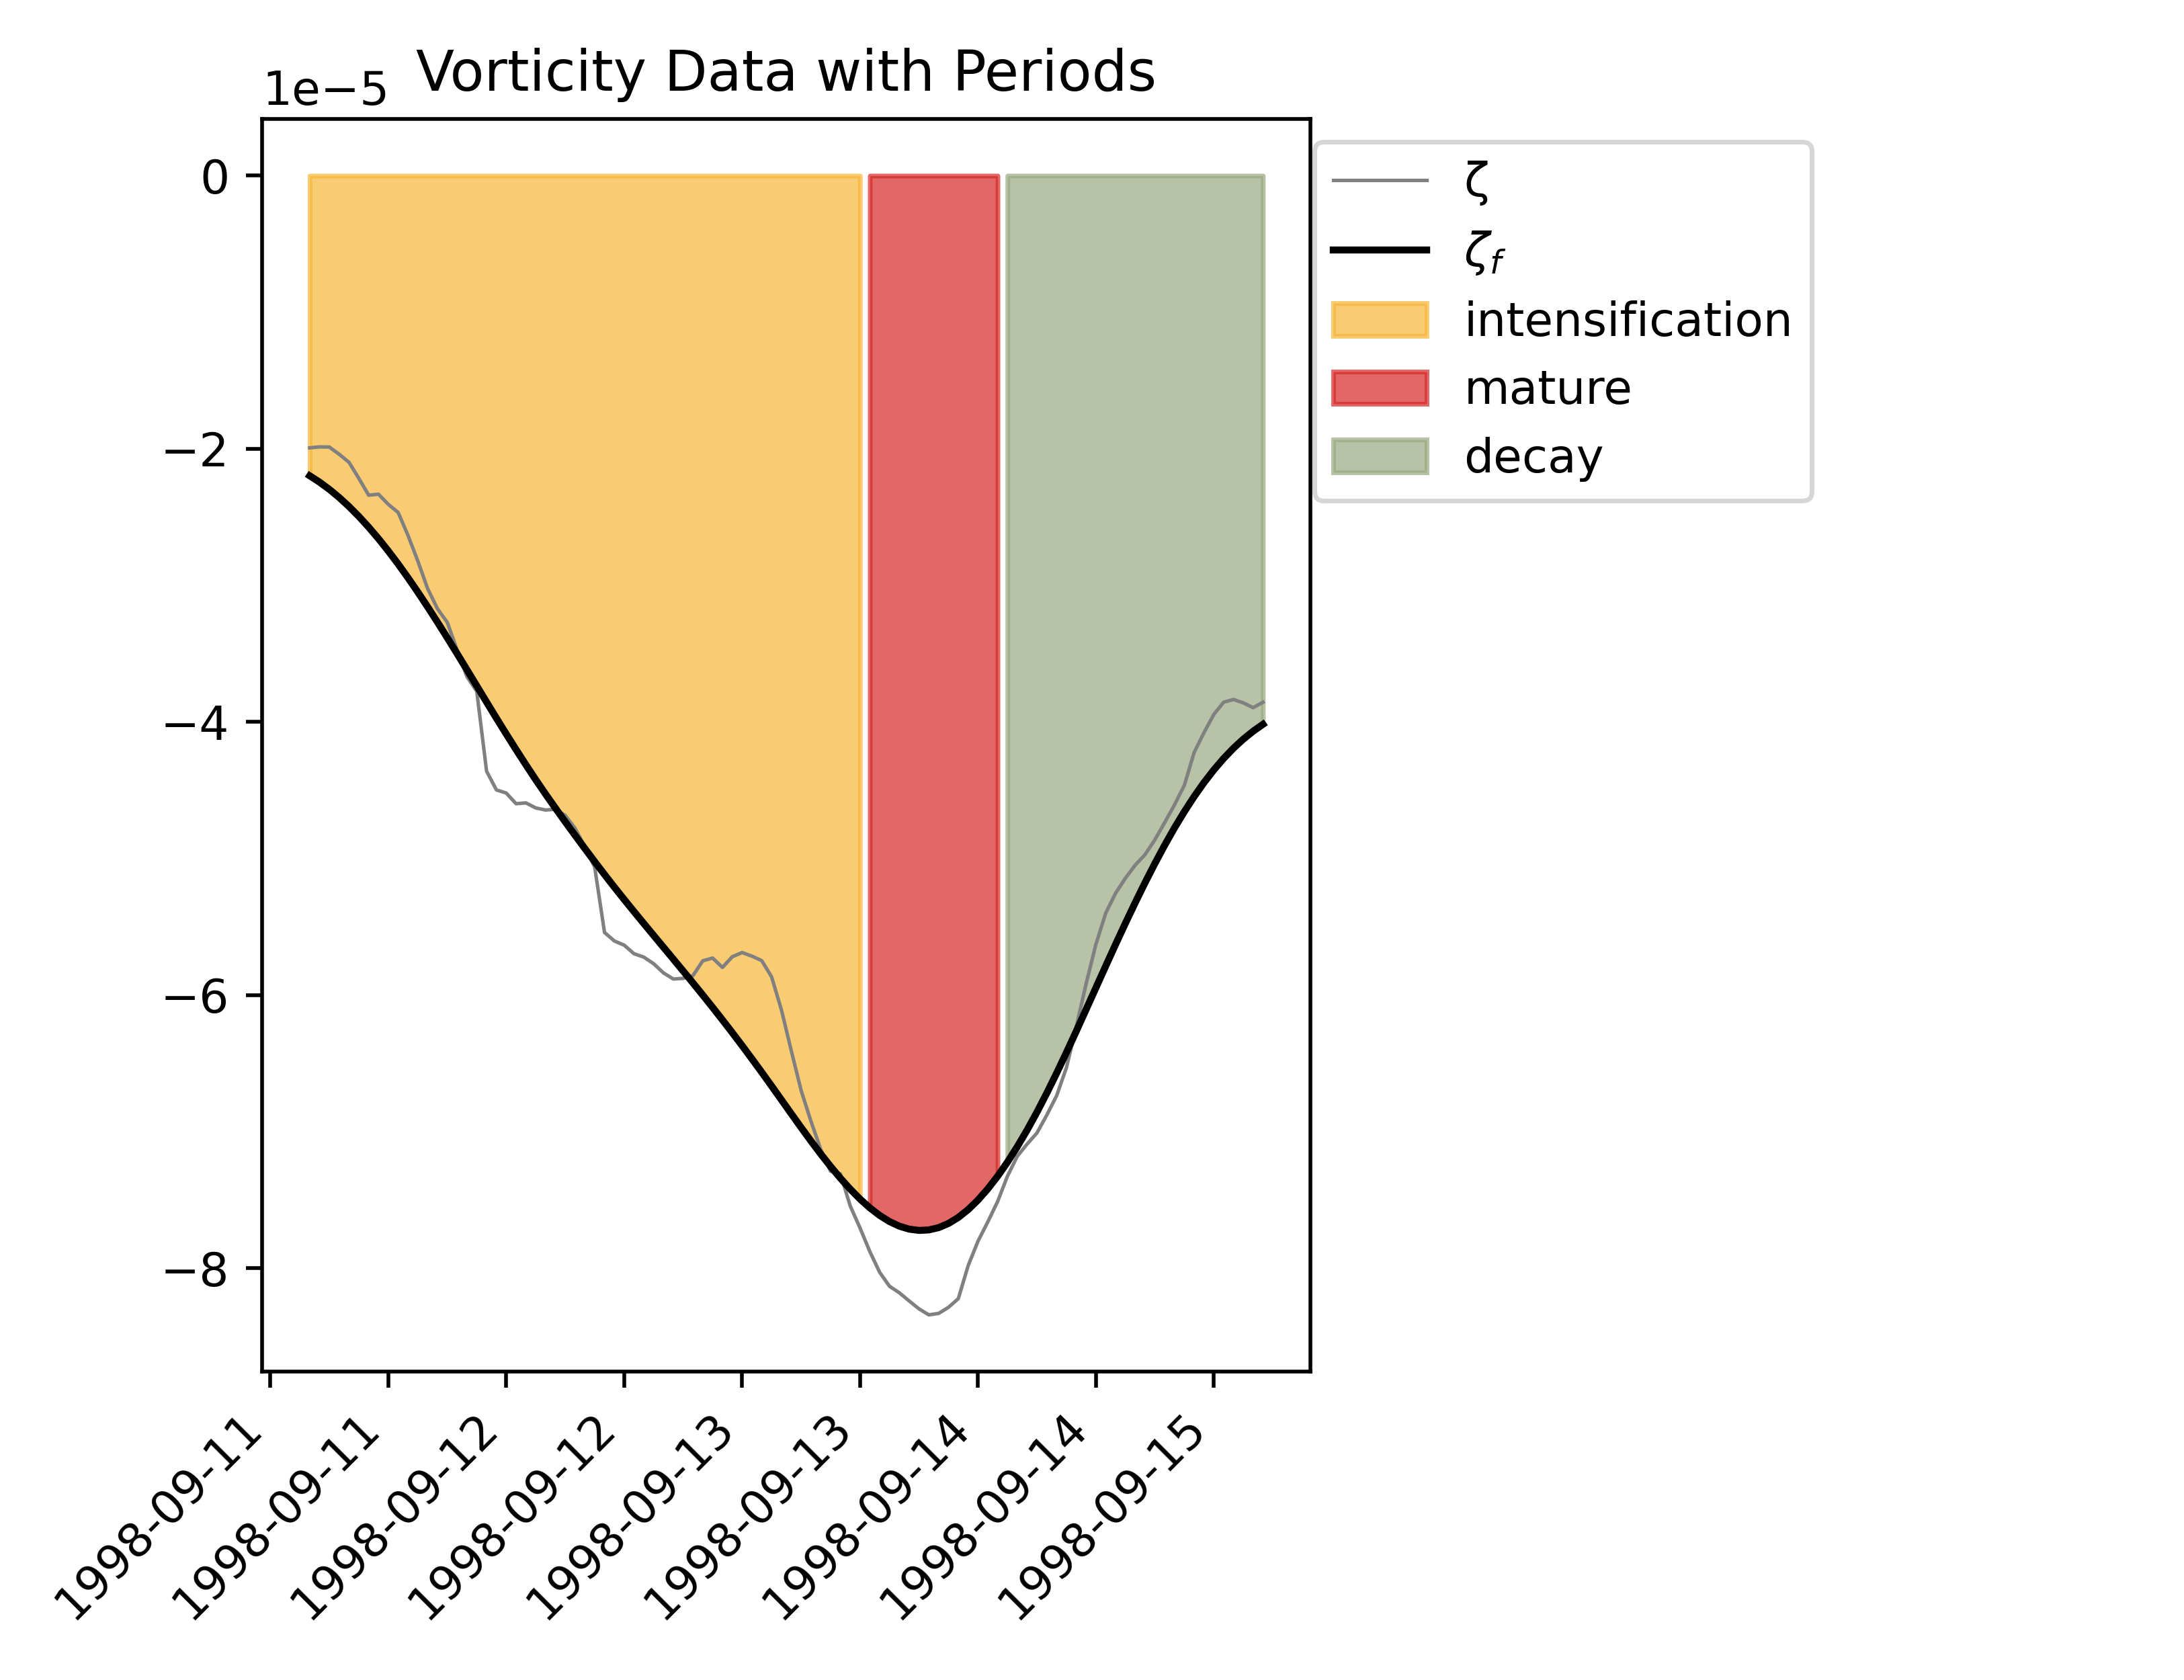 Vorticity Data with Periods
1e−5
0
−2
−4
−6
−8
ζ
ζf
intensification
mature
decay
1998-09-11
1998-09-11
1998-09-12
1998-09-12
1998-09-13
1998-09-13
1998-09-14
1998-09-14
1998-09-15